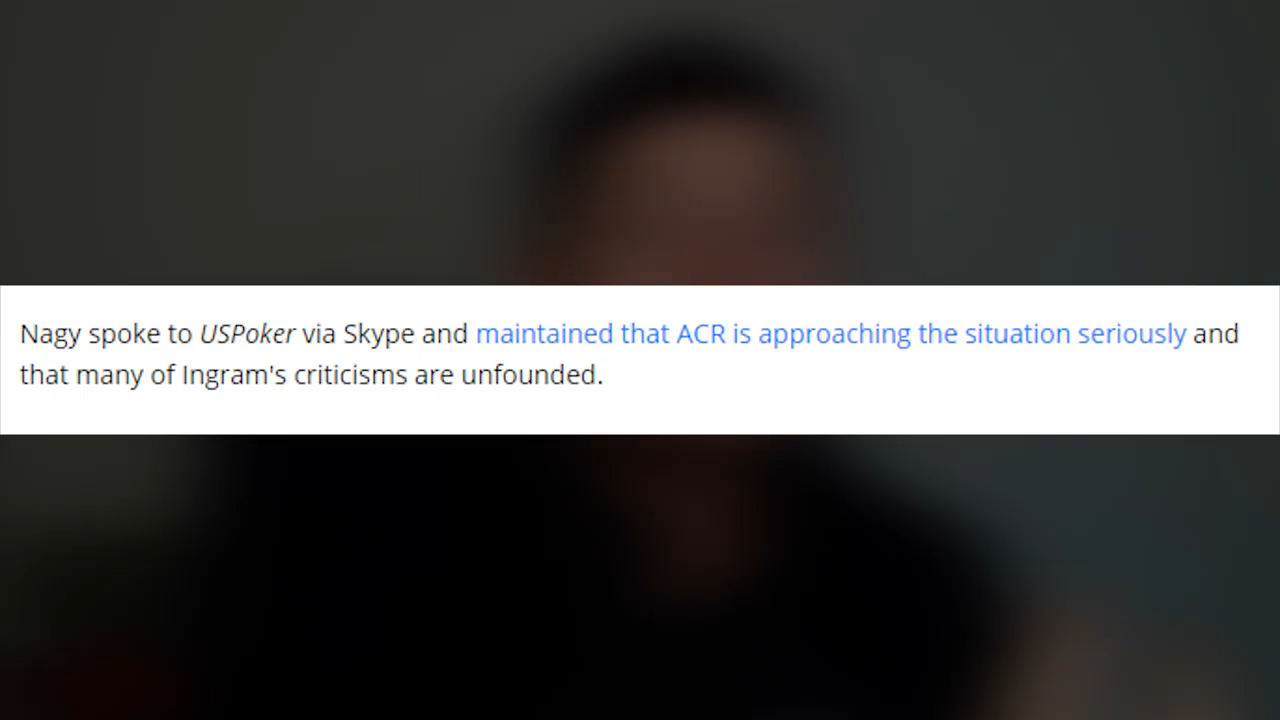 Nagy spoke to USPoker via Skype and maintained that ACR is approaching the situation seriously and
that many of Ingram's criticisms are unfounded.